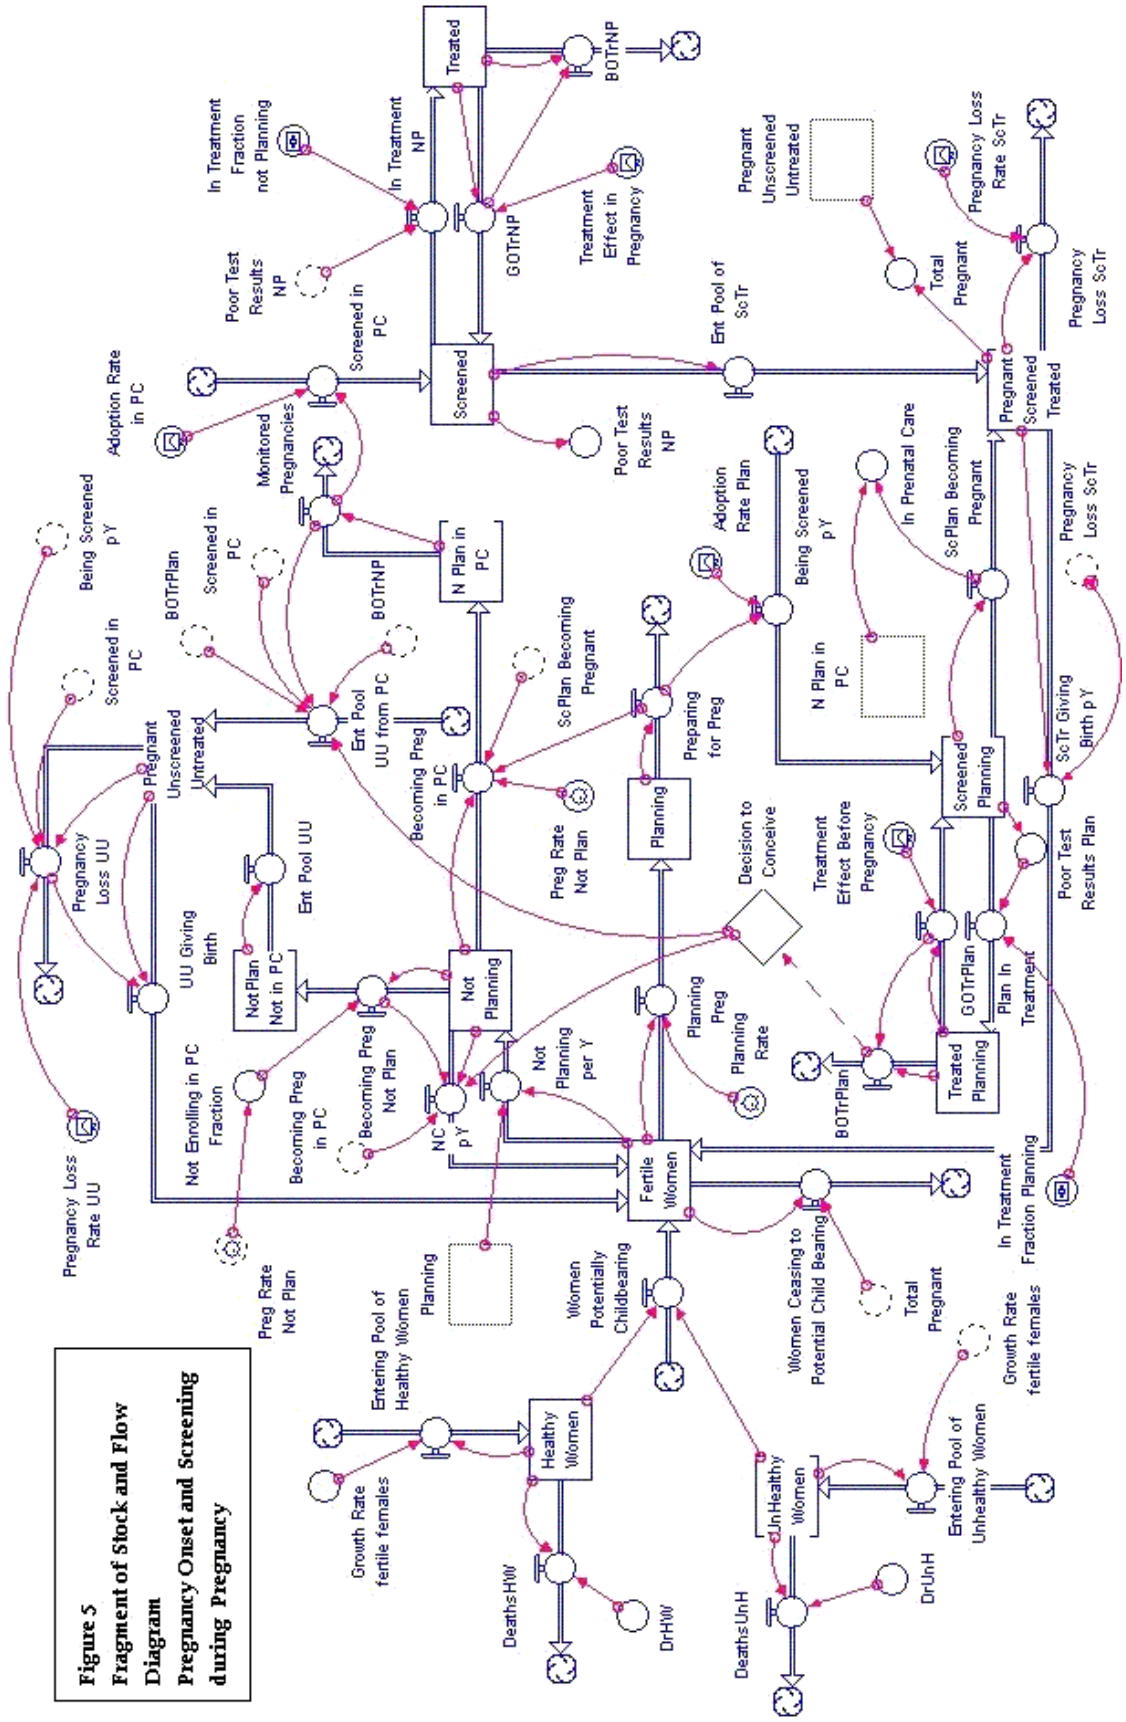 Figure 5
Fragment of Stock and Flow
Diagram
Pregnancy Onset and Screening
during Pregnancy
Pregnancy Loss
Rate UU
Preg Rate
Not Plan
Not Enrolling in PC
Fraction
UU Giving
Birth
Pregnancy
Loss UU
Screened in
PC
Being Screened
pY
Pregnant
Unscreened
Untreated
Ent Pool UU
Not Plan
Not in PC
BOTrPlan
Screened in
PC
BOTrNP
Ent Pool
UU from PC
Monitored
Pregnancies
Adoption Rate
in PC
Screened in
PC
Poor Test
Results
NP
In Treatment
Fraction
not Planning
In Treatment
NP
Treated
BOTrNP
GOTrNP
Treatment
Effect in
Pregnancy
Screened
Poor Test
Results
NP
Ent Pool of
ScTr
N Plan in
PC
Becoming Preg
in PC
ScPlan Becoming
Pregnant
Preg Rate
Not Plan
Not
Planning
Becoming Preg
Not Plan
Becoming Preg
in PC
NC
pY
Not
Planning
per Y
Planning
Entering Pool of
Healthy Women
Growth Rate
fertile females
Healthy
Women
DeathsHW
DrHW
Women
Potentially
Childbearing
Fertile
Women
Planning
Preg
Planning
Rate
Planning
Preparing
for Preg
Decision to
Conceive
Adoption
Rate Plan
Being Screened
pY
Pregnant
Unscreened
Untreated
Total
Pregnant
Pregnancy Loss
Rate ScTr
Pregnancy
Loss ScTr
Pregnant
Screened
Treated
In Prenatal Care
ScPlan Becoming
Pregnant
N Plan in
PC
Pregnancy
Loss ScTr
ScTr Giving
Birth pY
Screened
Planning
Poor Test
Results Plan
Treatment
Effect Before
Pregnancy
GOTrPlan
Plan In
Treatment
Treated
Planning
BOTrPlan
In Treatment
Fraction Planning
Women Ceasing to
Potential Child Bearing
Total
Pregnant
Growth Rate
fertile females
Entering Pool of
Unhealthy Women
UnHealthy
Women
DeathsUnH
DrUnH